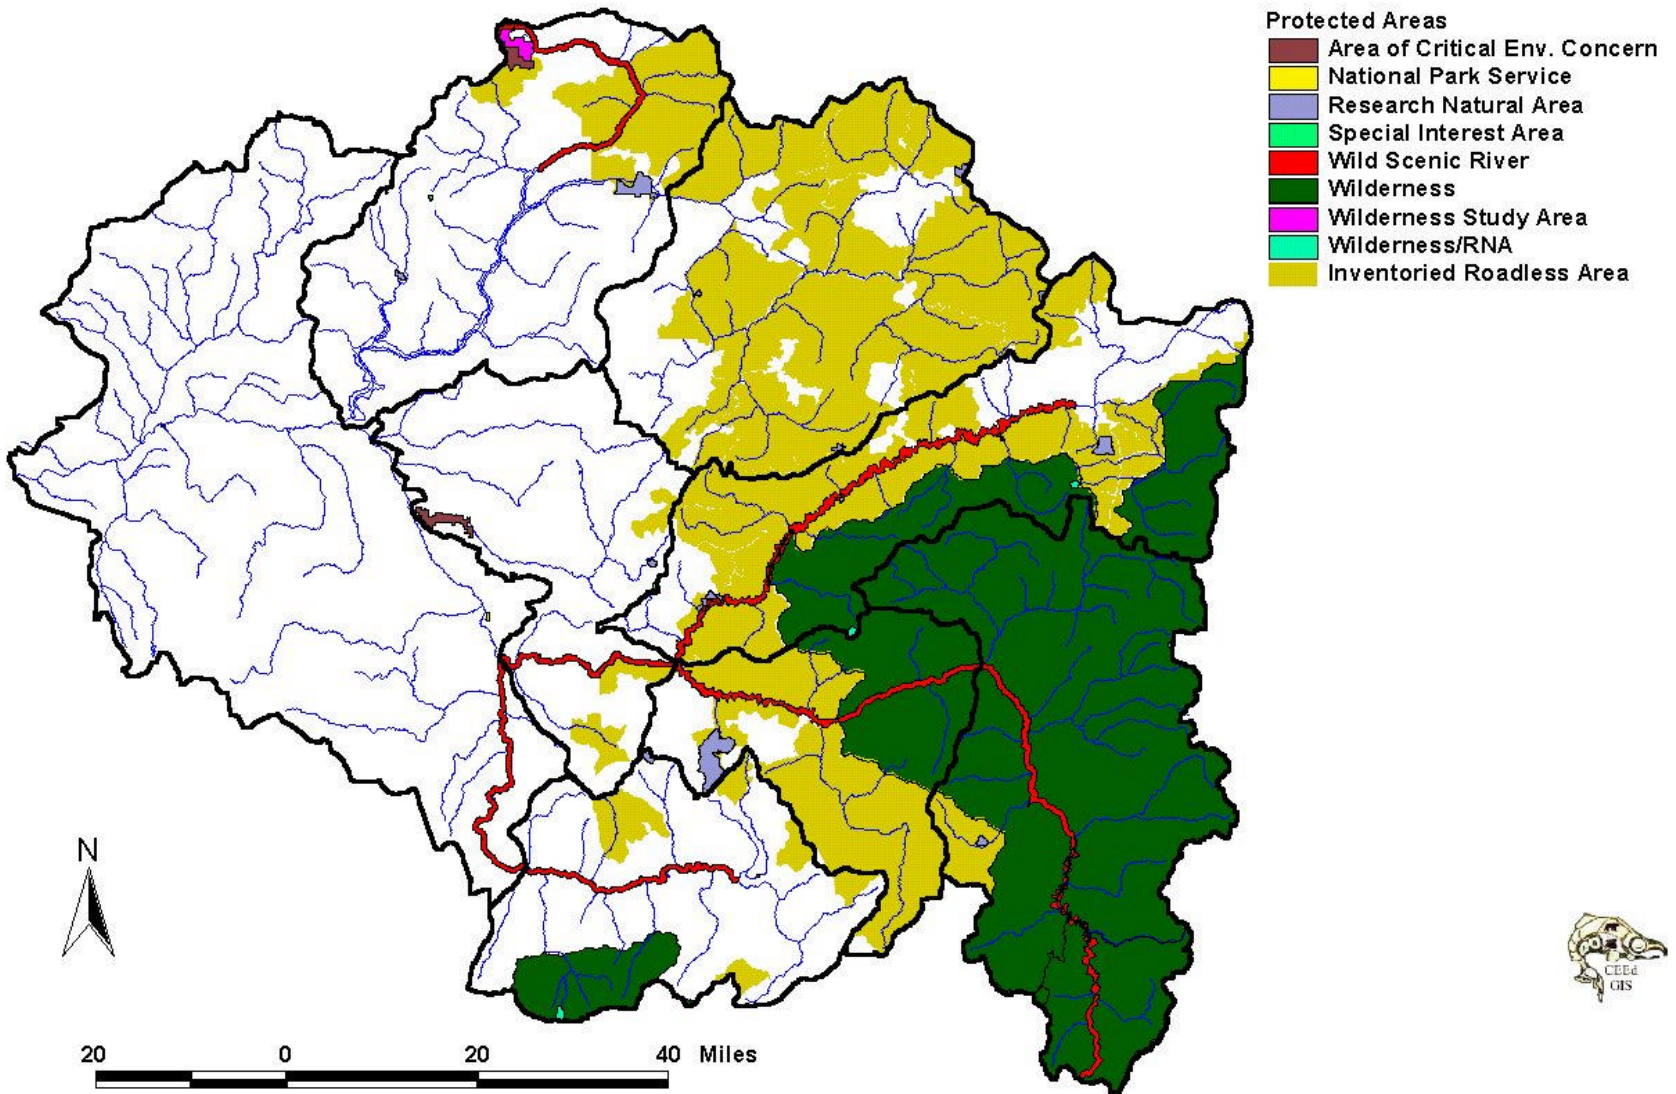 Protected Areas
Area of Critical Env. Concern
National Park Service
Research Natural Area
Special Interest Area
Wild Scenic River
Wilderness
Wilderness Study Area
Wilderness/RNA
Inventoried Roadless Area
N
CEEd
GIS
20 0 20 40 Miles